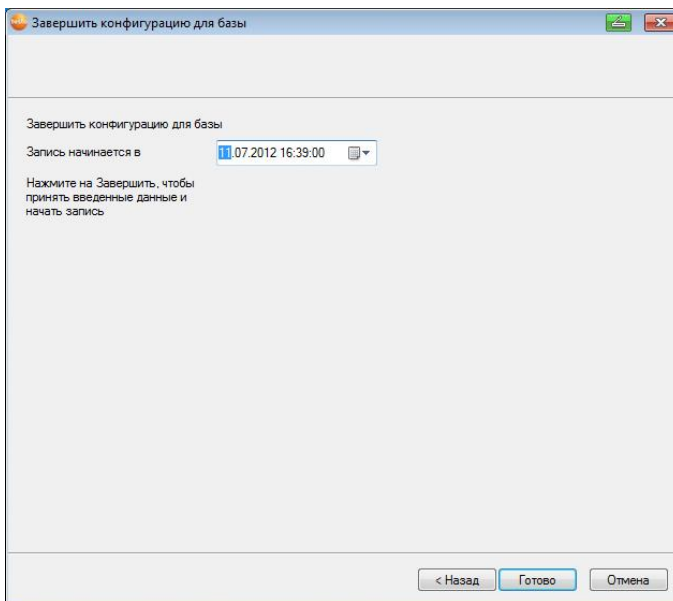 Завершить конфигурацию для базы
Завершить конфигурацию для базы
Запись начинается в
11.07.2012 16:39:00
Нажмите на Завершить, чтобы
принять введенные данные и
начать запись
< Назад
Готово
Отмена